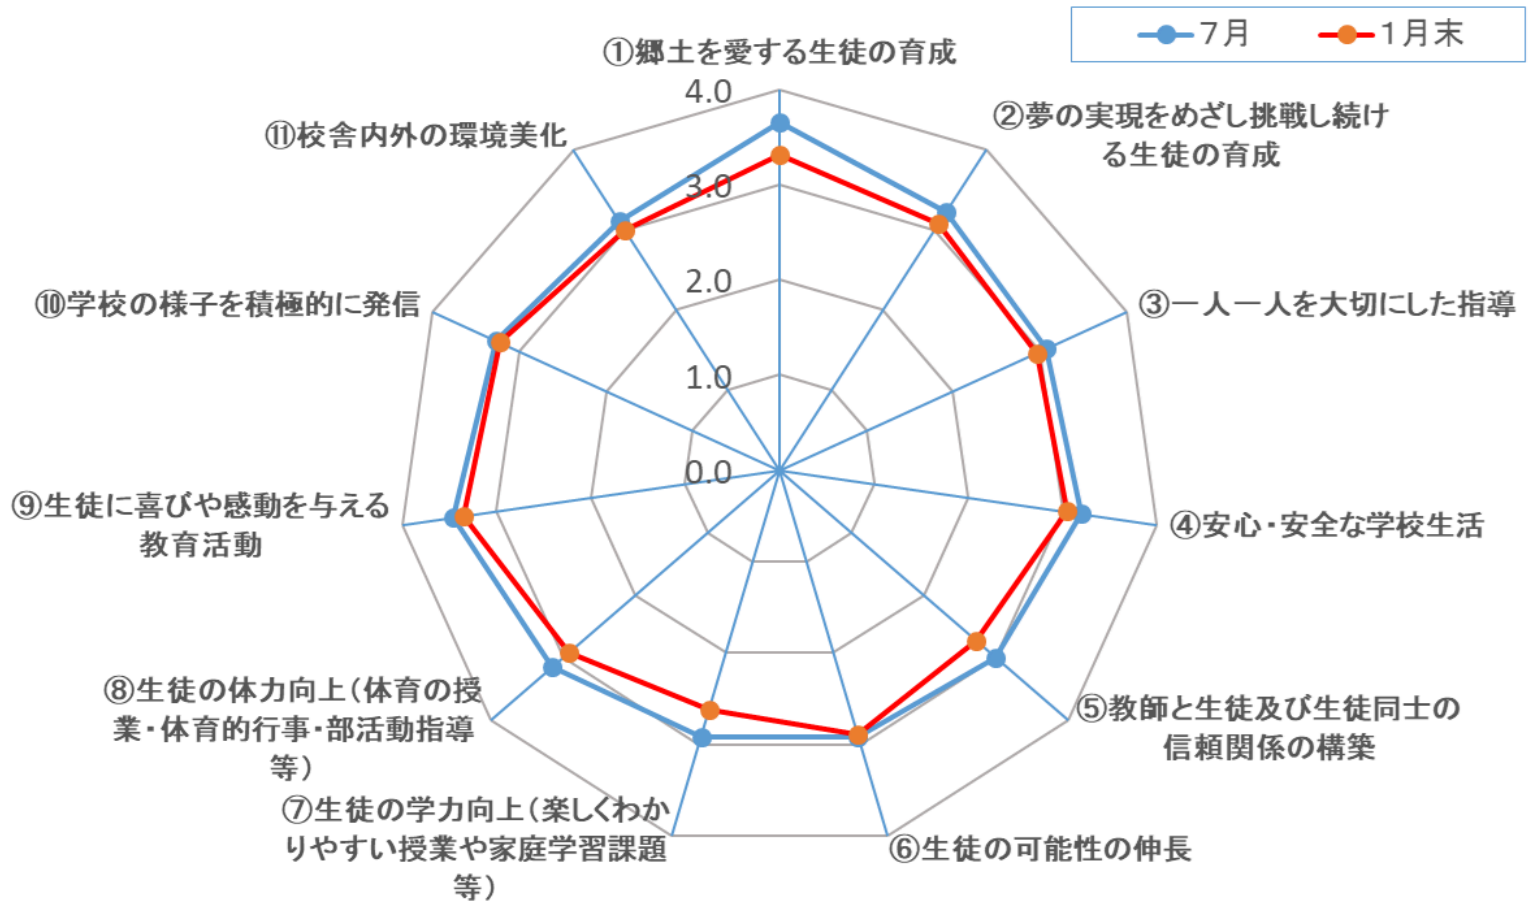 7月
1月末
①郷土を愛する生徒の育成
②夢の実現をめざし挑戦し続け
る生徒の育成
③一人一人を大切にした指導
④安心・安全な学校生活
⑤教師と生徒及び生徒同士の
信頼関係の構築
⑥生徒の可能性の伸長
⑦生徒の学力向上（楽しくわか
りやすい授業や家庭学習課題
等）
⑧生徒の体力向上（体育の授
業・体育的行事・部活動指導
等）
⑨生徒に喜びや感動を与える
教育活動
⑩学校の様子を積極的に発信
⑪校舎内外の環境美化
4.0
3.0
2.0
1.0
0.0